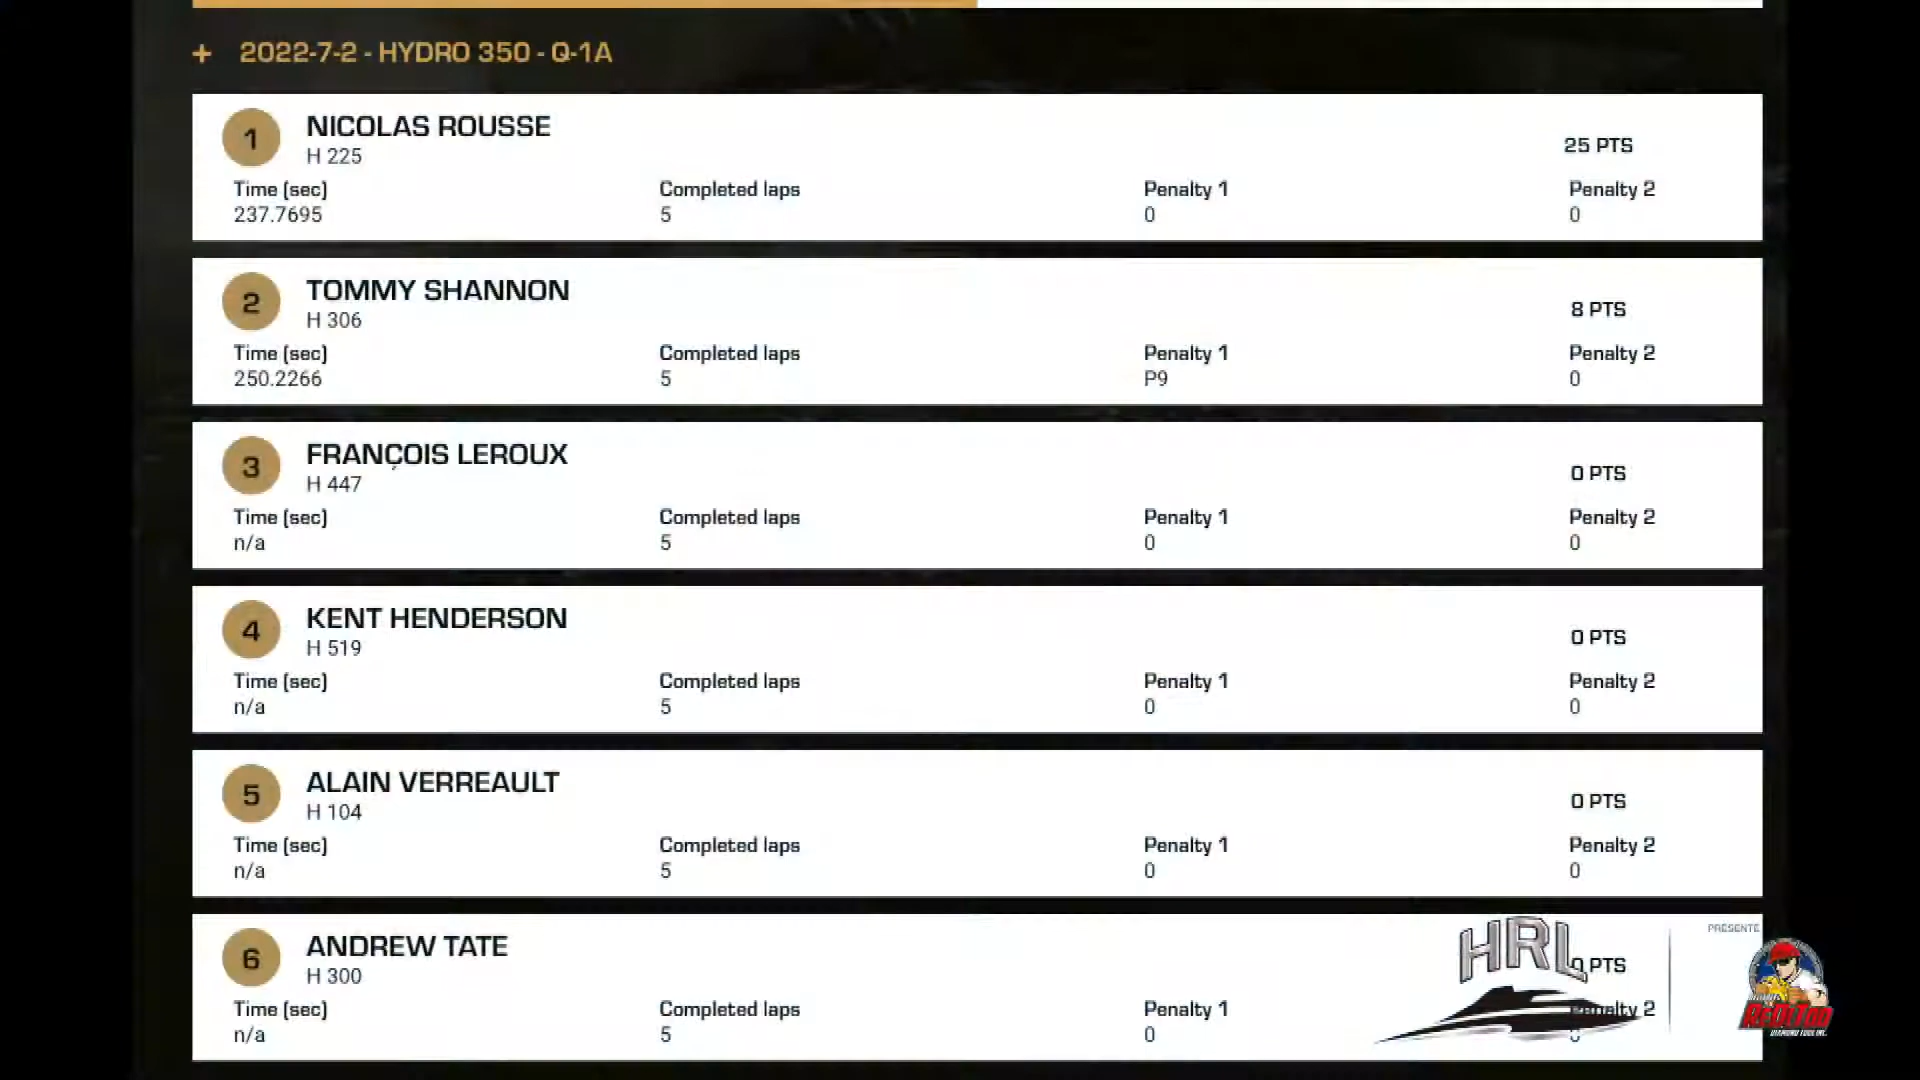 + 2022-7-2 - HYDRO 350 - Q-1A
1 NICOLAS ROUSSE
H 225
25 PTS
Time (sec) Completed laps Penalty 1 Penalty 2
237.7695 5 0 0
2 TOMMY SHANNON
H 306
8 PTS
Time (sec) Completed laps Penalty 1 Penalty 2
250.2266 5 P9 0
3 FRANÇOIS LEROUX
H 447
0 PTS
Time (sec) Completed laps Penalty 1 Penalty 2
n/a 5 0 0
4 KENT HENDERSON
H 519
0 PTS
Time (sec) Completed laps Penalty 1 Penalty 2
n/a 5 0 0
5 ALAIN VERREAULT
H 104
0 PTS
Time (sec) Completed laps Penalty 1 Penalty 2
n/a 5 0 0
6 ANDREW TATE
H 300
0 PTS
Time (sec) Completed laps Penalty 1 Penalty 2
n/a 5 0 0
HRL
PRESENTE